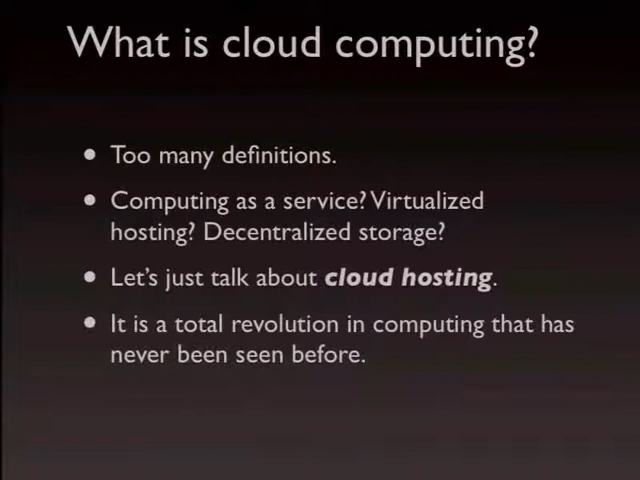 What is cloud computing?
• Too many definitions.
• Computing as a service? Virtualized
hosting? Decentralized storage?
• Let's just talk about cloud hosting.
• It is a total revolution in computing that has
never been seen before.